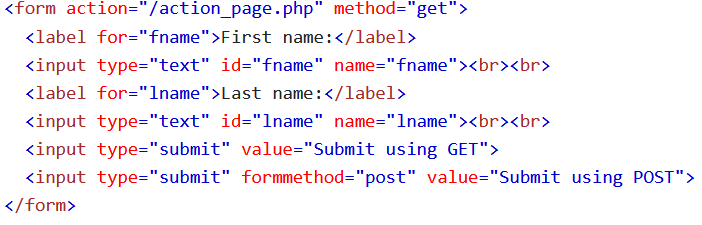 <form action="/action_page.php" method="get">
  <label for="fname">First name:</label>
  <input type="text" id="fname" name="fname"><br><br>
  <label for="lname">Last name:</label>
  <input type="text" id="lname" name="lname"><br><br>
  <input type="submit" value="Submit using GET">
  <input type="submit" formmethod="post" value="Submit using POST">
</form>